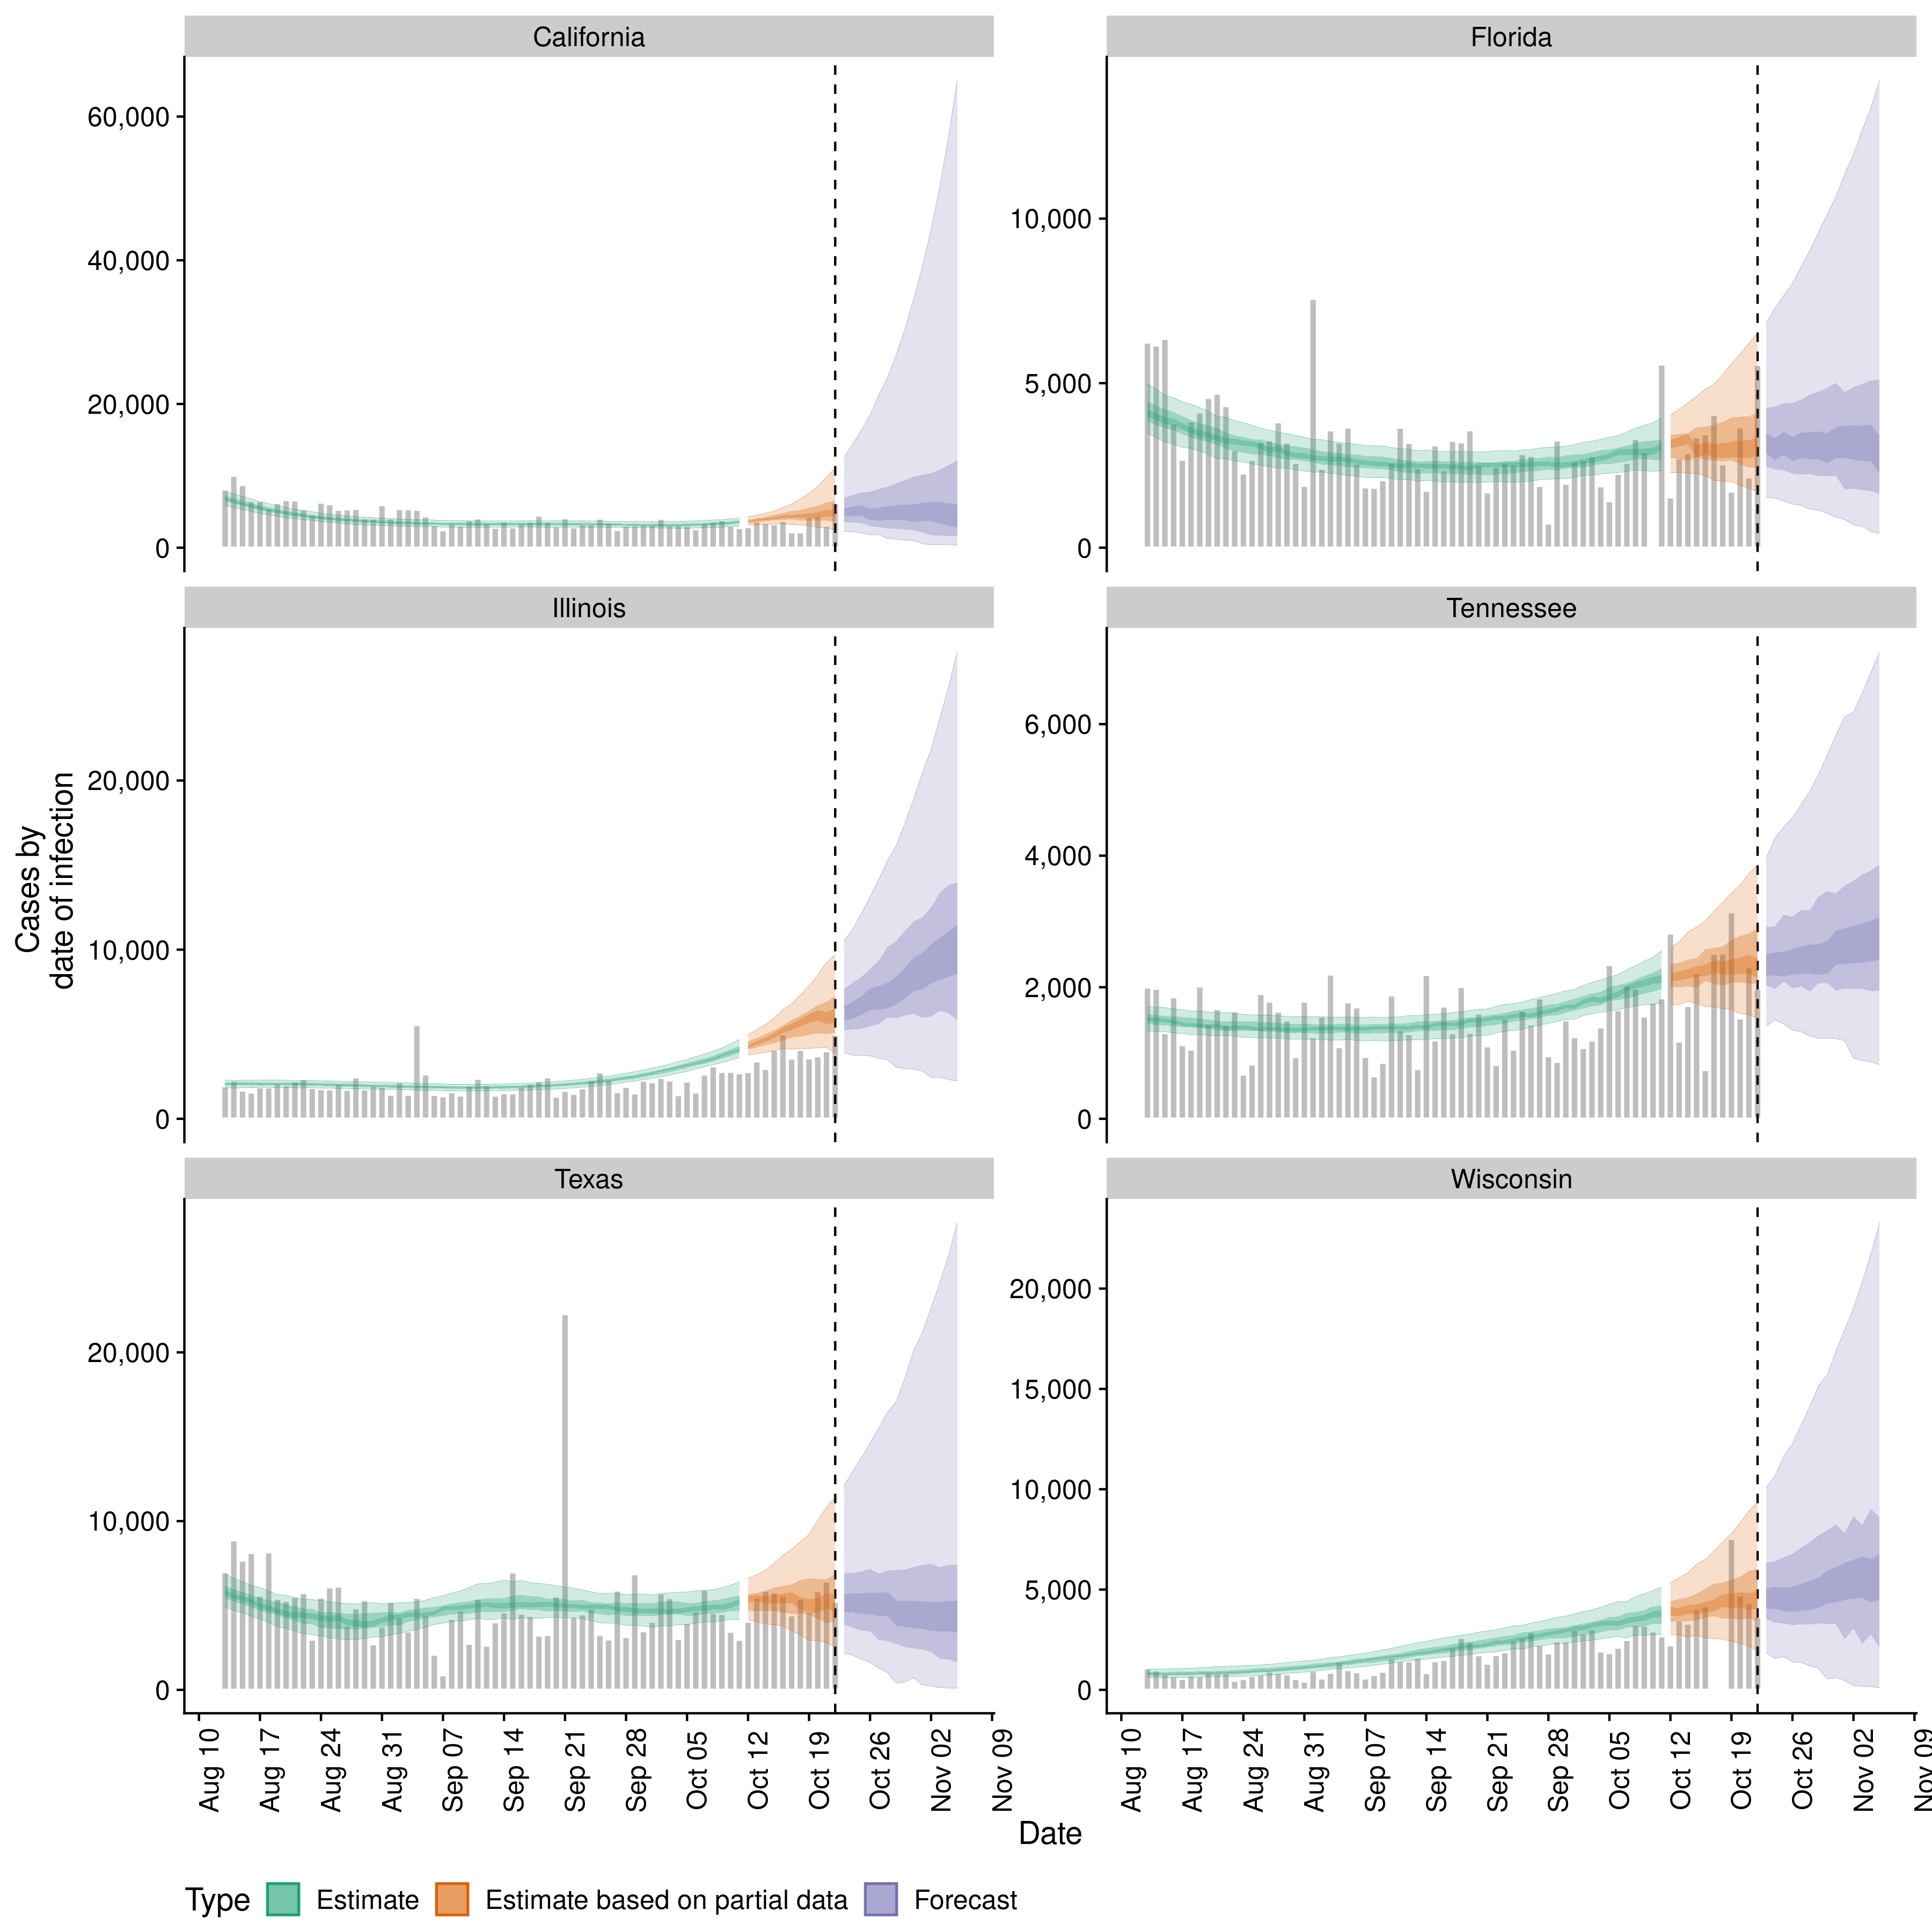 California
Florida
60,000
40,000
20,000
0
10,000
5,000
0
Illinois
Tennessee
20,000
10,000
0
6,000
4,000
2,000
0
Texas
Wisconsin
20,000
10,000
0
20,000
15,000
10,000
5,000
0
Cases by
date of infection
Aug 10
Aug 17
Aug 24
Aug 31
Sep 07
Sep 14
Sep 21
Sep 28
Oct 05
Oct 12
Oct 19
Oct 26
Nov 02
Nov 09
Aug 10
Aug 17
Aug 24
Aug 31
Sep 07
Sep 14
Sep 21
Sep 28
Oct 05
Oct 12
Oct 19
Oct 26
Nov 02
Nov 09
Date
Type
Estimate
Estimate based on partial data
Forecast